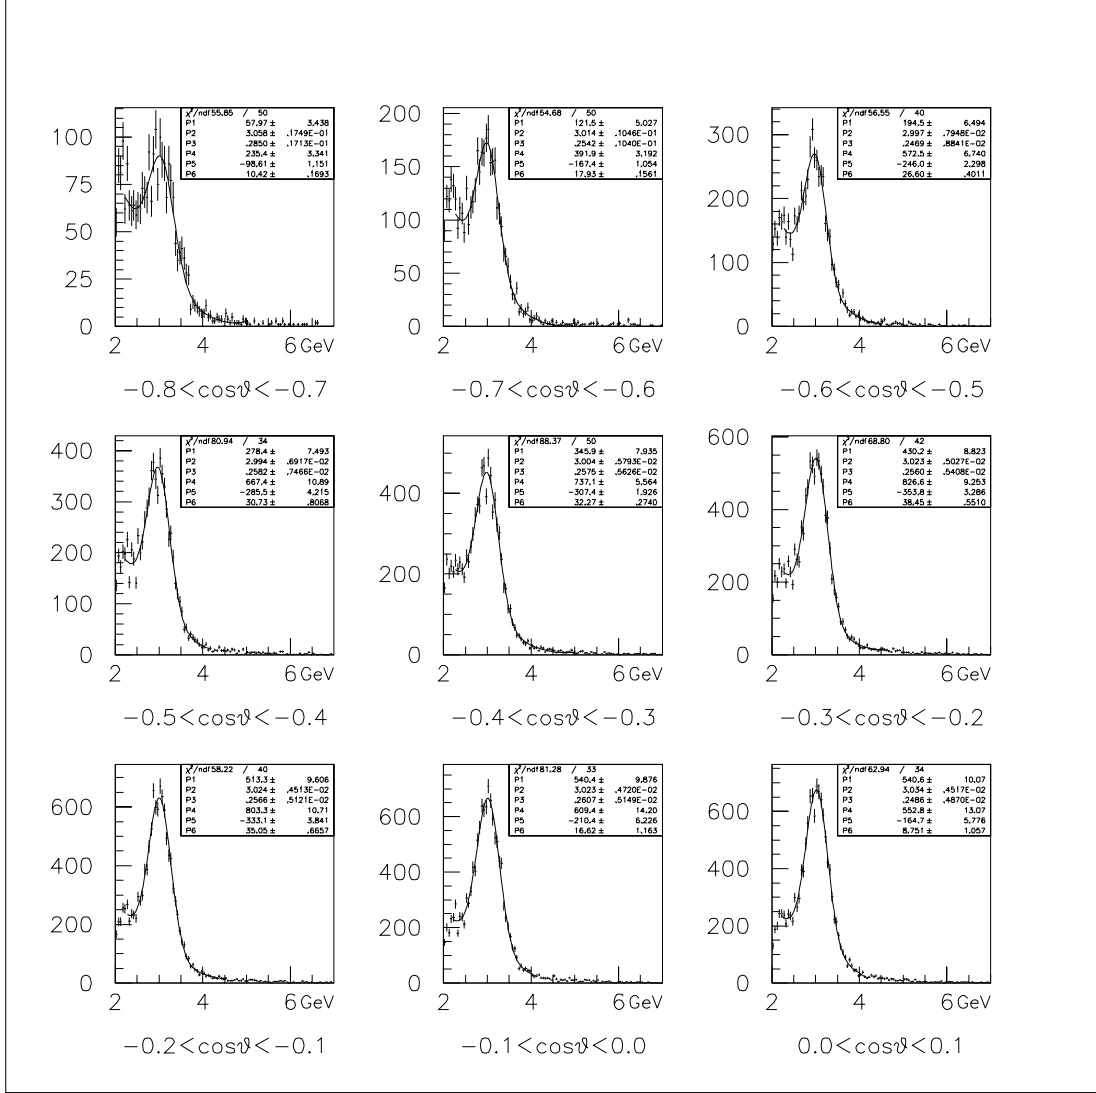 χ²/ndf 55.85 / 50
P1 57.97 ± 3.438
P2 3.058 ± .1749E-01
P3 .2850 ± .1713E-01
P4 235.4 ± 3.341
P5 -98.61 ± 1.151
P6 10.42 ± .1693
100
75
50
25
0
2 4 6 GeV
-0.8<cosϑ<-0.7
χ²/ndf 54.68 / 50
P1 121.5 ± 5.027
P2 3.014 ± .1046E-01
P3 .2542 ± .1040E-01
P4 391.9 ± 3.192
P5 -167.4 ± 1.054
P6 17.93 ± .1561
200
150
100
50
0
2 4 6 GeV
-0.7<cosϑ<-0.6
χ²/ndf 56.55 / 40
P1 194.5 ± 6.494
P2 2.997 ± .7948E-02
P3 .2469 ± .8841E-02
P4 572.5 ± 6.740
P5 -246.0 ± 2.298
P6 26.60 ± .4011
300
200
100
0
2 4 6 GeV
-0.6<cosϑ<-0.5
χ²/ndf 80.94 / 34
P1 278.4 ± 7.493
P2 2.994 ± .6917E-02
P3 .2582 ± .7466E-02
P4 667.4 ± 10.89
P5 -285.5 ± 4.215
P6 30.73 ± .8068
400
300
200
100
0
2 4 6 GeV
-0.5<cosϑ<-0.4
χ²/ndf 88.37 / 50
P1 345.9 ± 7.935
P2 3.004 ± .5793E-02
P3 .2575 ± .5626E-02
P4 737.1 ± 5.564
P5 -307.4 ± 1.926
P6 32.27 ± .2740
400
200
0
2 4 6 GeV
-0.4<cosϑ<-0.3
χ²/ndf 68.80 / 42
P1 430.2 ± 8.823
P2 3.023 ± .5027E-02
P3 .2560 ± .5408E-02
P4 826.6 ± 9.253
P5 -353.8 ± 3.286
P6 38.45 ± .5510
600
400
200
0
2 4 6 GeV
-0.3<cosϑ<-0.2
χ²/ndf 58.22 / 40
P1 513.3 ± 9.606
P2 3.024 ± .4513E-02
P3 .2566 ± .5121E-02
P4 803.3 ± 10.71
P5 -333.1 ± 3.841
P6 35.05 ± .6657
600
400
200
0
2 4 6 GeV
-0.2<cosϑ<-0.1
χ²/ndf 81.28 / 33
P1 540.4 ± 9.876
P2 3.023 ± .4720E-02
P3 .2607 ± .5149E-02
P4 609.4 ± 14.20
P5 -210.4 ± 6.226
P6 16.62 ± 1.163
600
400
200
0
2 4 6 GeV
-0.1<cosϑ<0.0
χ²/ndf 62.94 / 34
P1 540.6 ± 10.07
P2 3.034 ± .4517E-02
P3 .2486 ± .4870E-02
P4 552.8 ± 13.07
P5 -164.7 ± 5.776
P6 8.751 ± 1.057
600
400
200
0
2 4 6 GeV
0.0<cosϑ<0.1